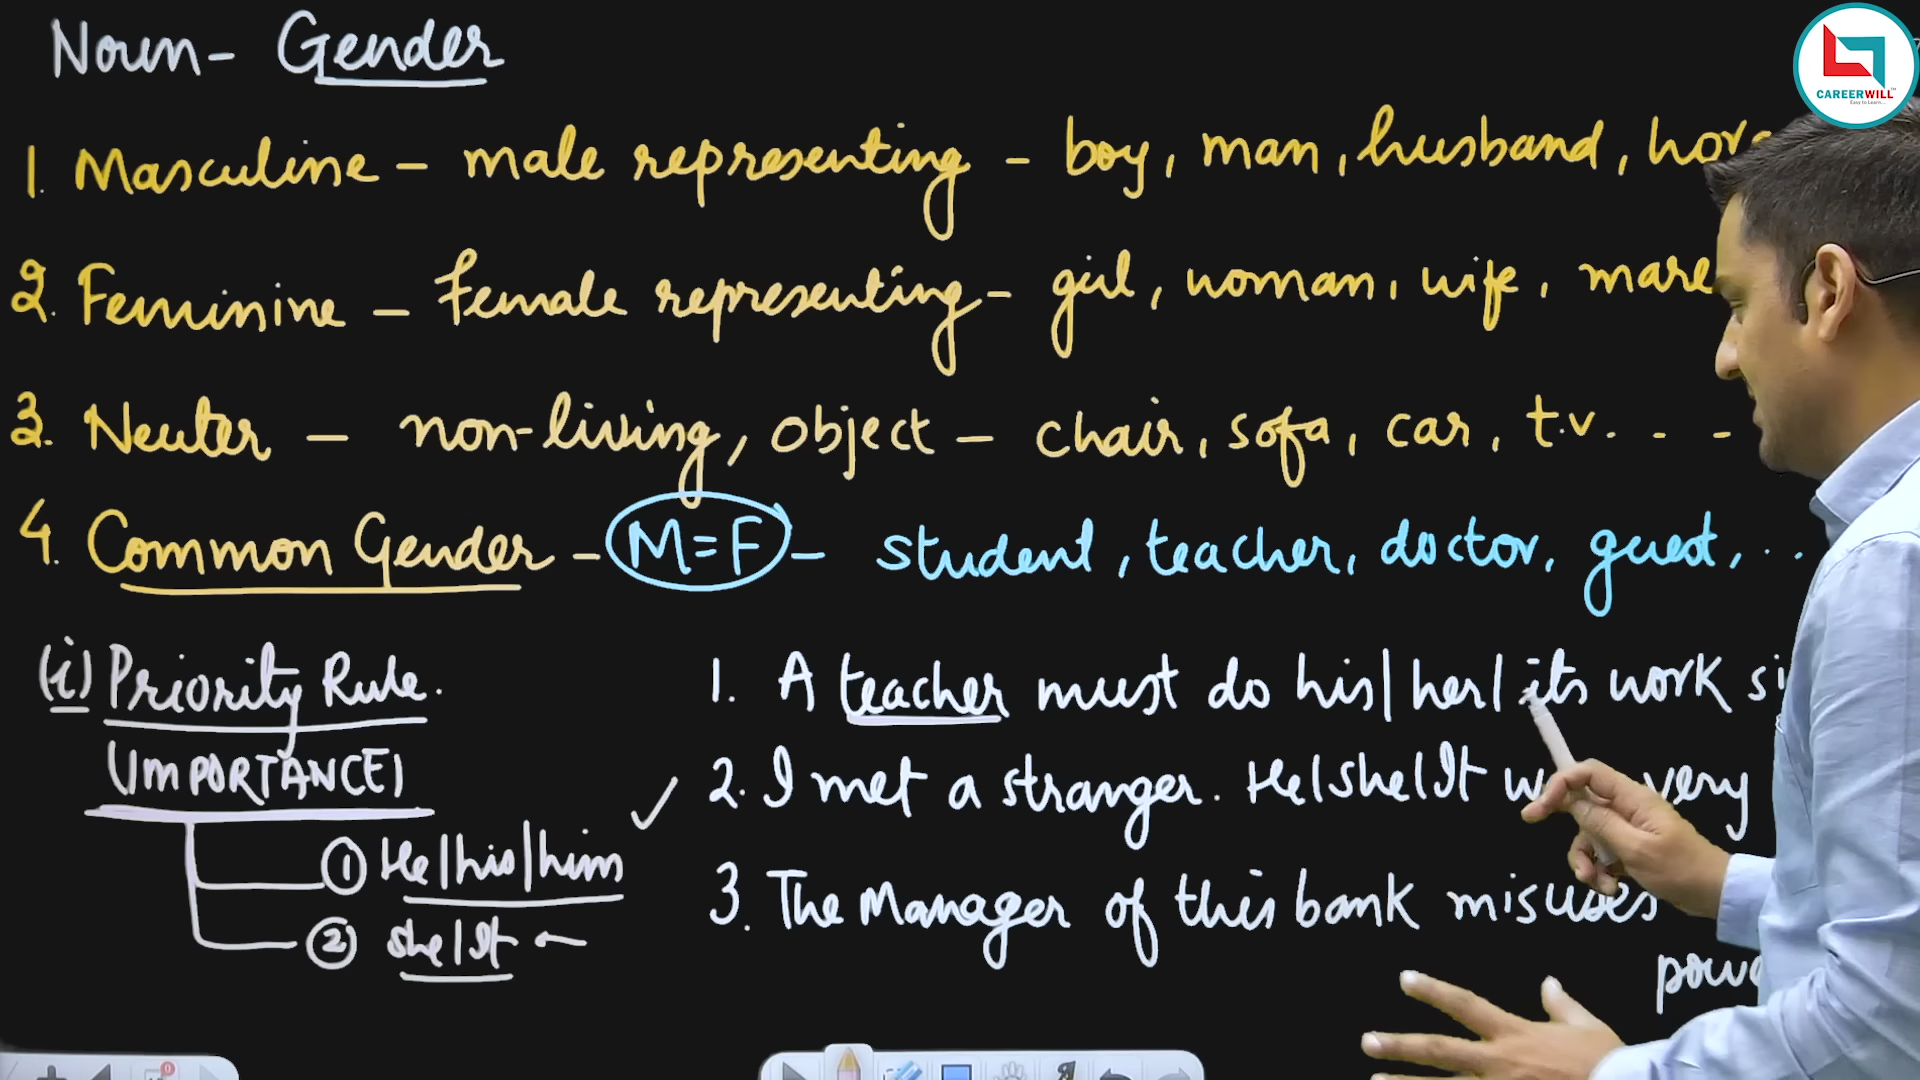 Noun- Gender
CAREERWILL
1. Masculine – male representing – boy, man, husband,
2. Feminine – Female representing – girl, woman, wife, mare
3. Neuter – non-living, object – chair, sofa, car, t.v. . - -
4. Common Gender – M=F – student, teacher, doctor, guest, ...
(i) Priority Rule.
(IMPORTANCE)
① He|his|him
② she|It
1. A teacher must do his|her|its work
2. I met a stranger. He|She|It very
3. The Manager of this bank misuses